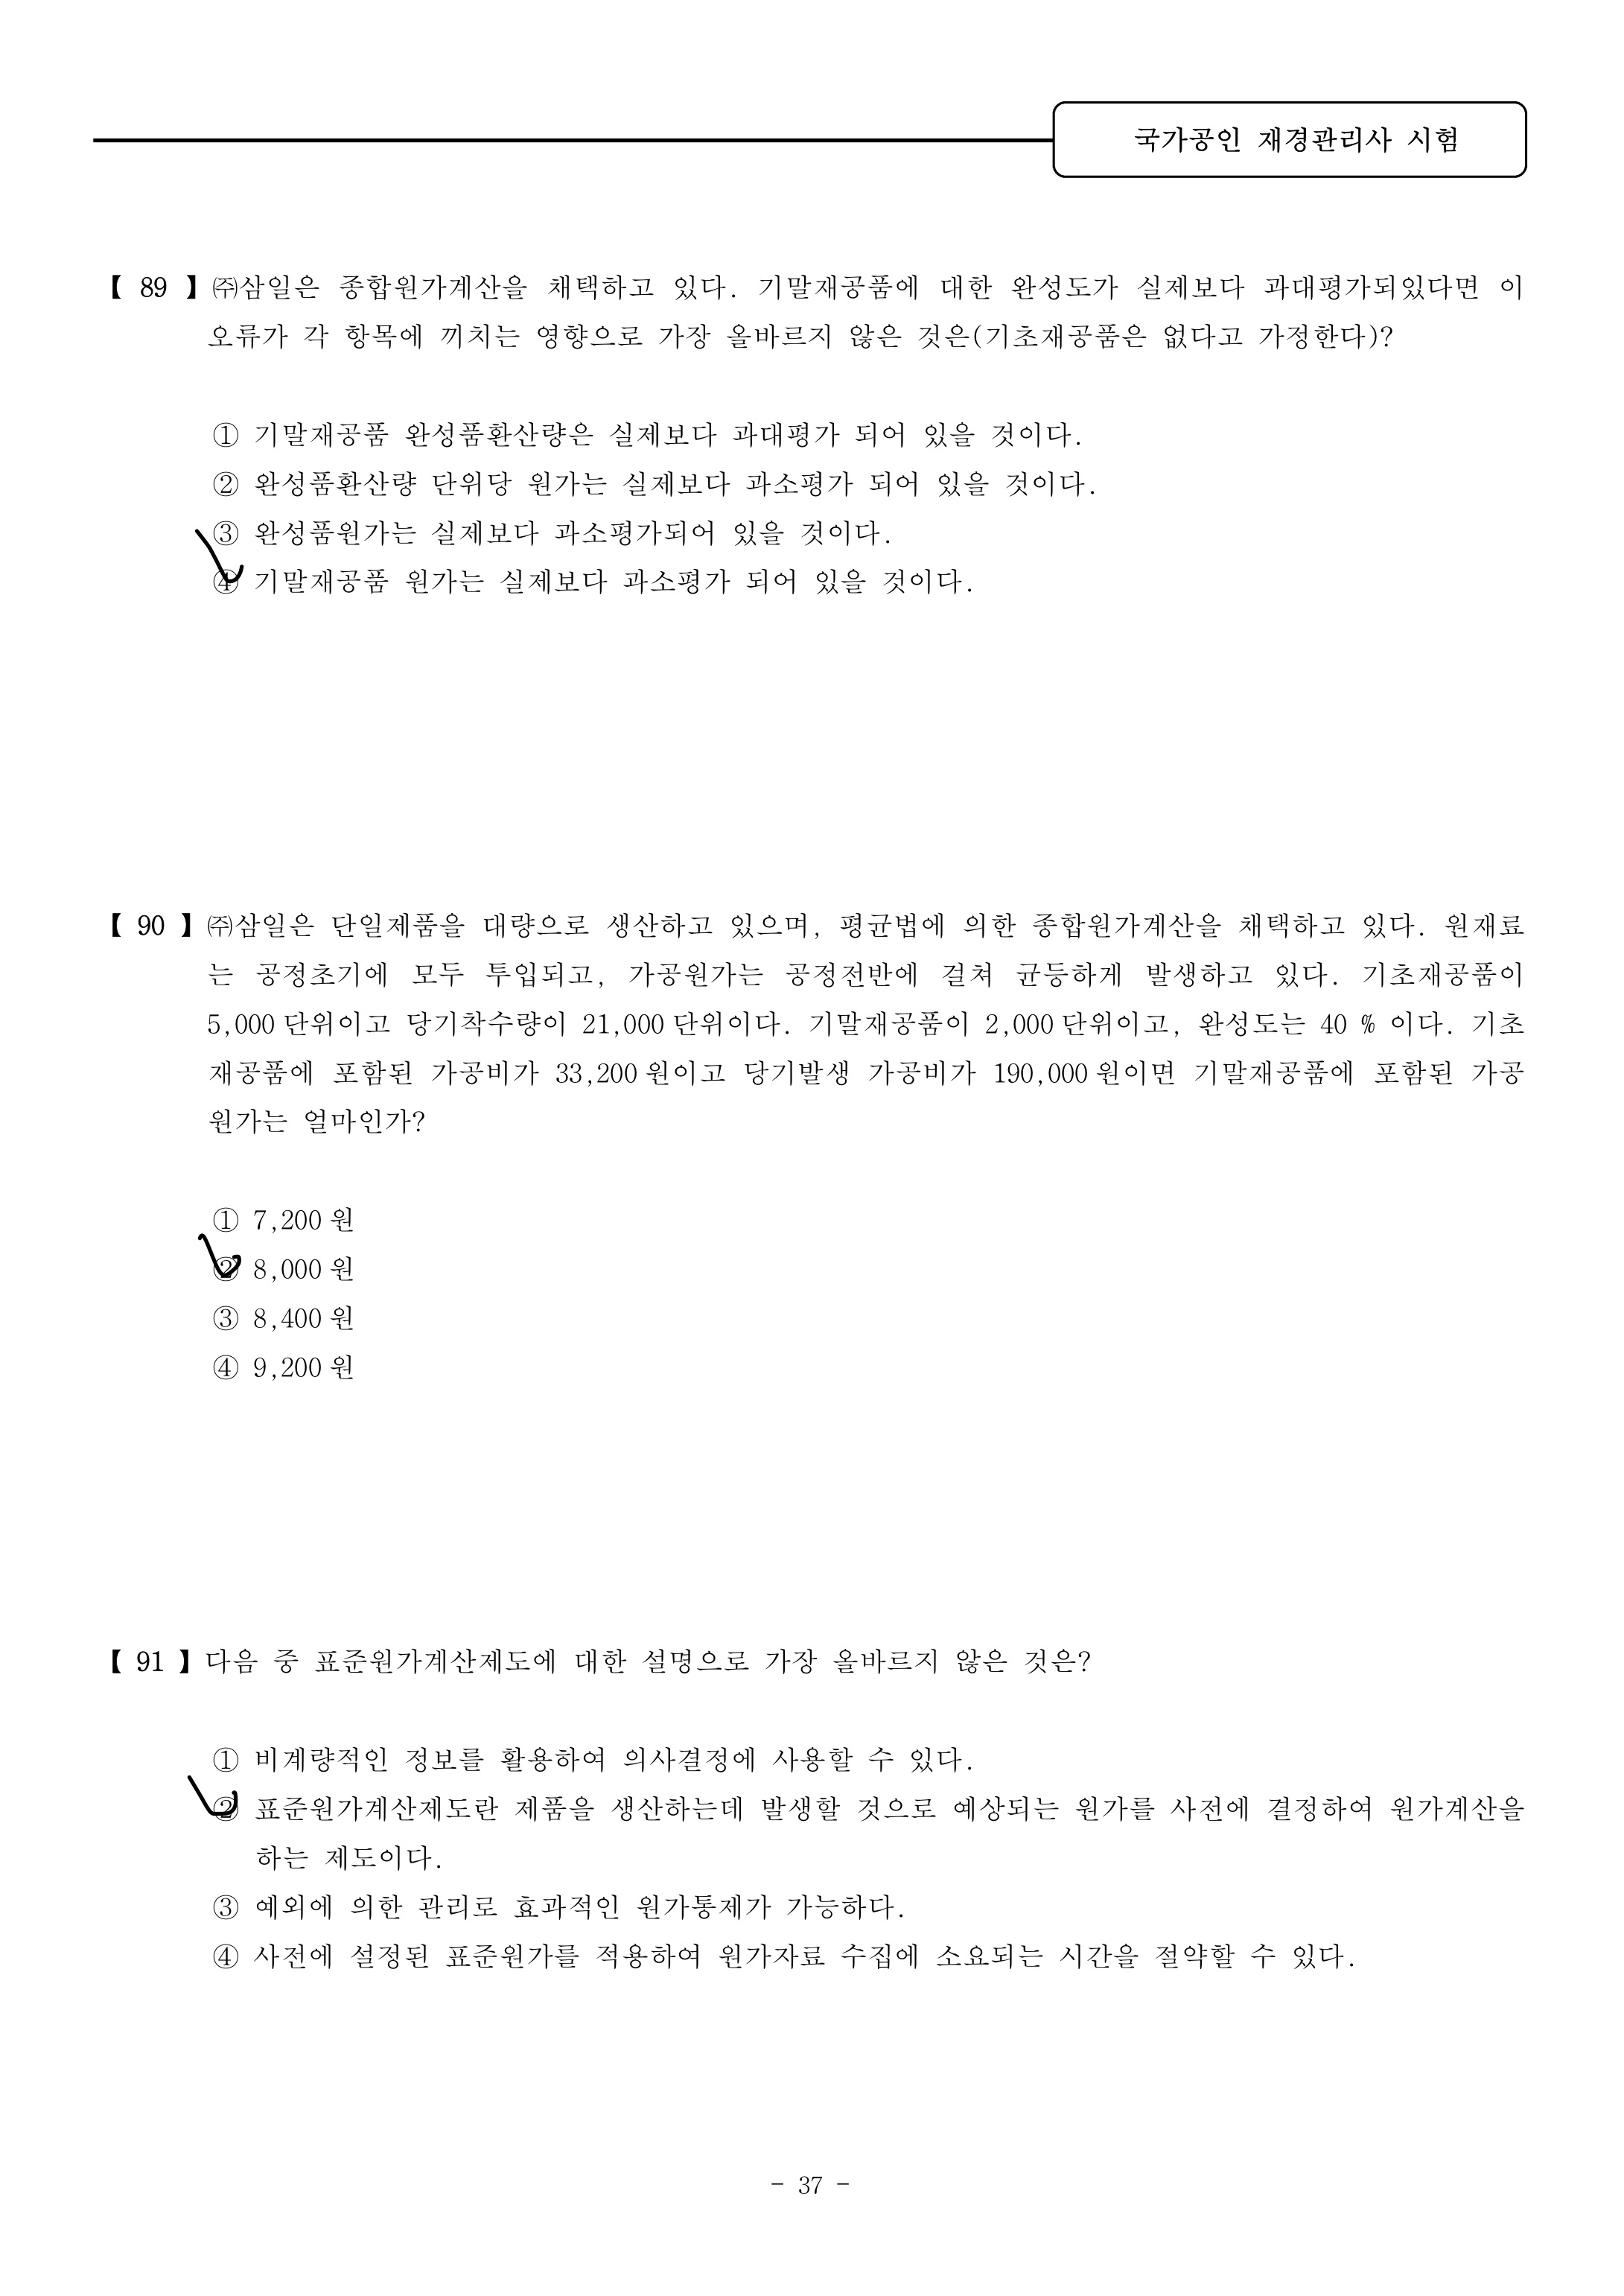 국가공인 재경관리사 시험
【 89 】 ㈜삼일은 종합원가계산을 채택하고 있다. 기말재공품에 대한 완성도가 실제보다 과대평가되있다면 이
오류가 각 항목에 끼치는 영향으로 가장 올바르지 않은 것은(기초재공품은 없다고 가정한다)?
① 기말재공품 완성품환산량은 실제보다 과대평가 되어 있을 것이다.
② 완성품환산량 단위당 원가는 실제보다 과소평가 되어 있을 것이다.
③ 완성품원가는 실제보다 과소평가되어 있을 것이다.
④ 기말재공품 원가는 실제보다 과소평가 되어 있을 것이다.
【 90 】 ㈜삼일은 단일제품을 대량으로 생산하고 있으며, 평균법에 의한 종합원가계산을 채택하고 있다. 원재료
는 공정초기에 모두 투입되고, 가공원가는 공정전반에 걸쳐 균등하게 발생하고 있다. 기초재공품이
5,000 단위이고 당기착수량이 21,000 단위이다. 기말재공품이 2,000 단위이고, 완성도는 40 % 이다. 기초
재공품에 포함된 가공비가 33,200 원이고 당기발생 가공비가 190,000 원이면 기말재공품에 포함된 가공
원가는 얼마인가?
① 7,200 원
② 8,000 원
③ 8,400 원
④ 9,200 원
【 91 】 다음 중 표준원가계산제도에 대한 설명으로 가장 올바르지 않은 것은?
① 비계량적인 정보를 활용하여 의사결정에 사용할 수 있다.
② 표준원가계산제도란 제품을 생산하는데 발생할 것으로 예상되는 원가를 사전에 결정하여 원가계산을
하는 제도이다.
③ 예외에 의한 관리로 효과적인 원가통제가 가능하다.
④ 사전에 설정된 표준원가를 적용하여 원가자료 수집에 소요되는 시간을 절약할 수 있다.
- 37 -